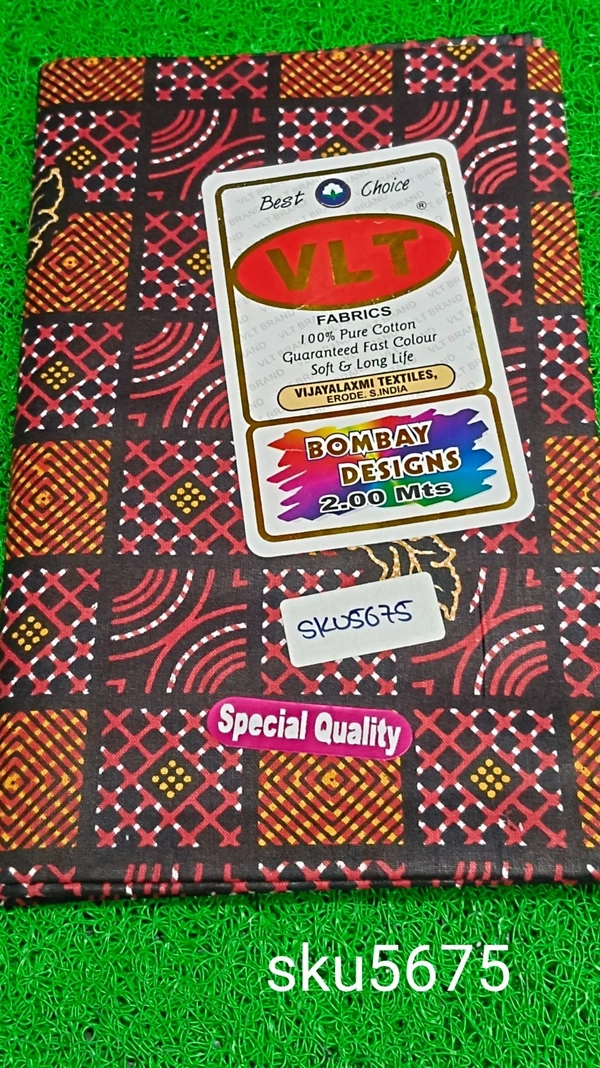 Best Choice
VLT ®
FABRICS
100% Pure Cotton
Guaranteed Fast Colour
Soft & Long Life
VIJAYALAXMI TEXTILES,
ERODE. S.INDIA
BOMBAY
DESIGNS
2.00 Mts
SKU5675
Special Quality
sku5675